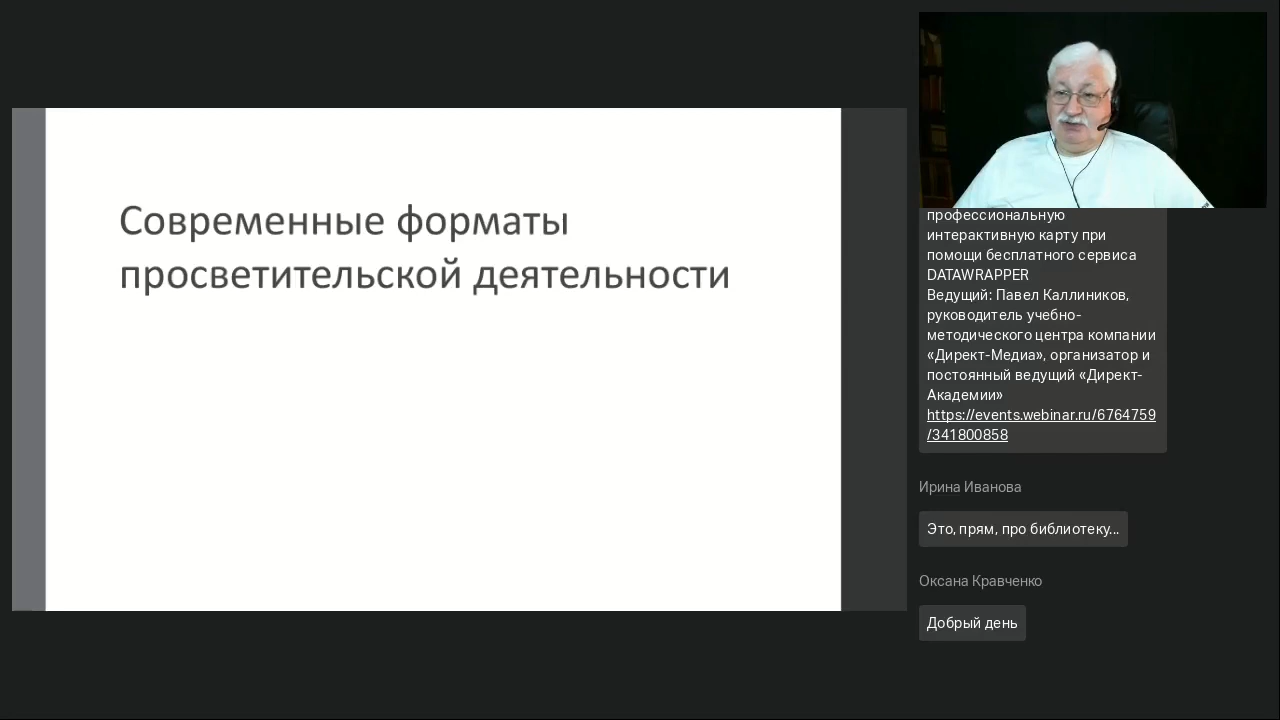 Современные форматы
просветительской деятельности
профессиональную
интерактивную карту при
помощи бесплатного сервиса
DATAWRAPPER
Ведущий: Павел Каллиников,
руководитель учебно-
методического центра компании
«Директ-Медиа», организатор и
постоянный ведущий «Директ-
Академии»
https://events.webinar.ru/6764759
/341800858
Ирина Иванова
Это, прям, про библиотеку...
Оксана Кравченко
Добрый день